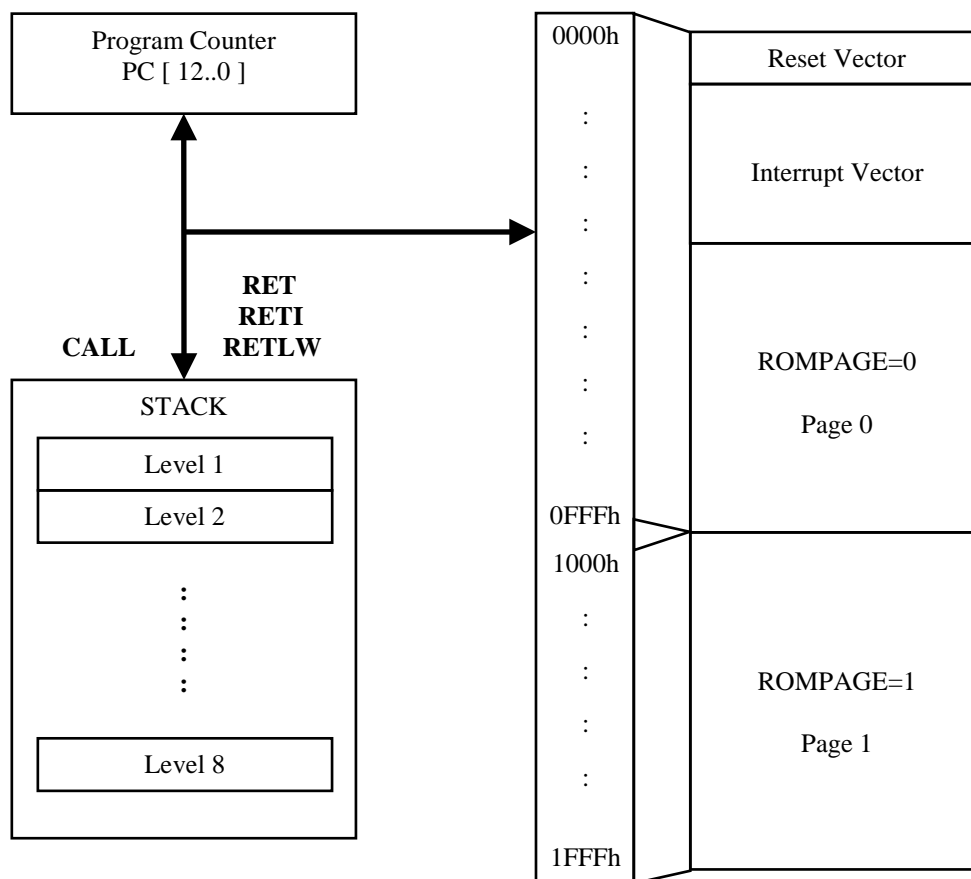 Program Counter
PC [ 12..0 ]
RET
RETI
CALL
RETLW
STACK
Level 1
Level 2
:
:
:
:
Level 8
0000h
:
:
:
:
:
:
:
0FFFh
1000h
:
:
:
:
1FFFh
Reset Vector
Interrupt Vector
ROMPAGE=0
Page 0
ROMPAGE=1
Page 1